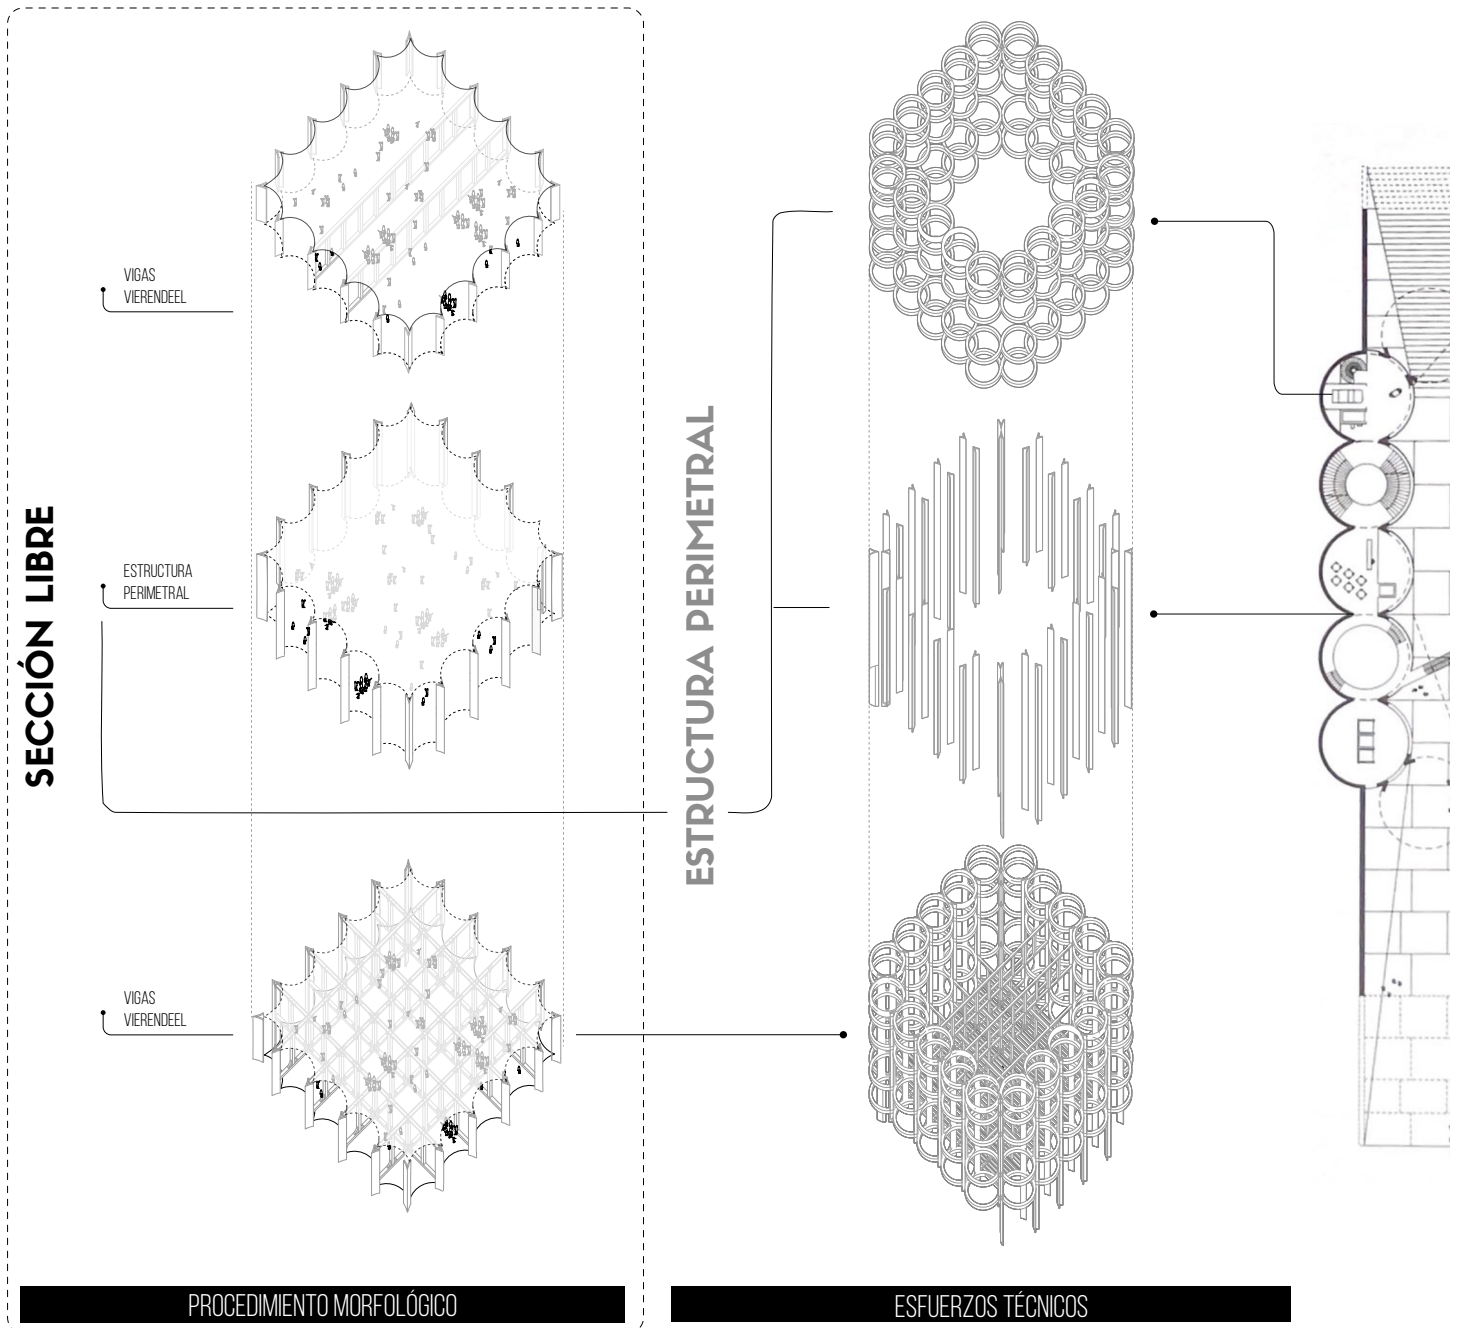 SECCIÓN LIBRE
VIGAS
VIERENDEEL
ESTRUCTURA
PERIMETRAL
VIGAS
VIERENDEEL
PROCEDIMIENTO MORFOLÓGICO
ESTRUCTURA PERIMETRAL
ESFUERZOS TÉCNICOS